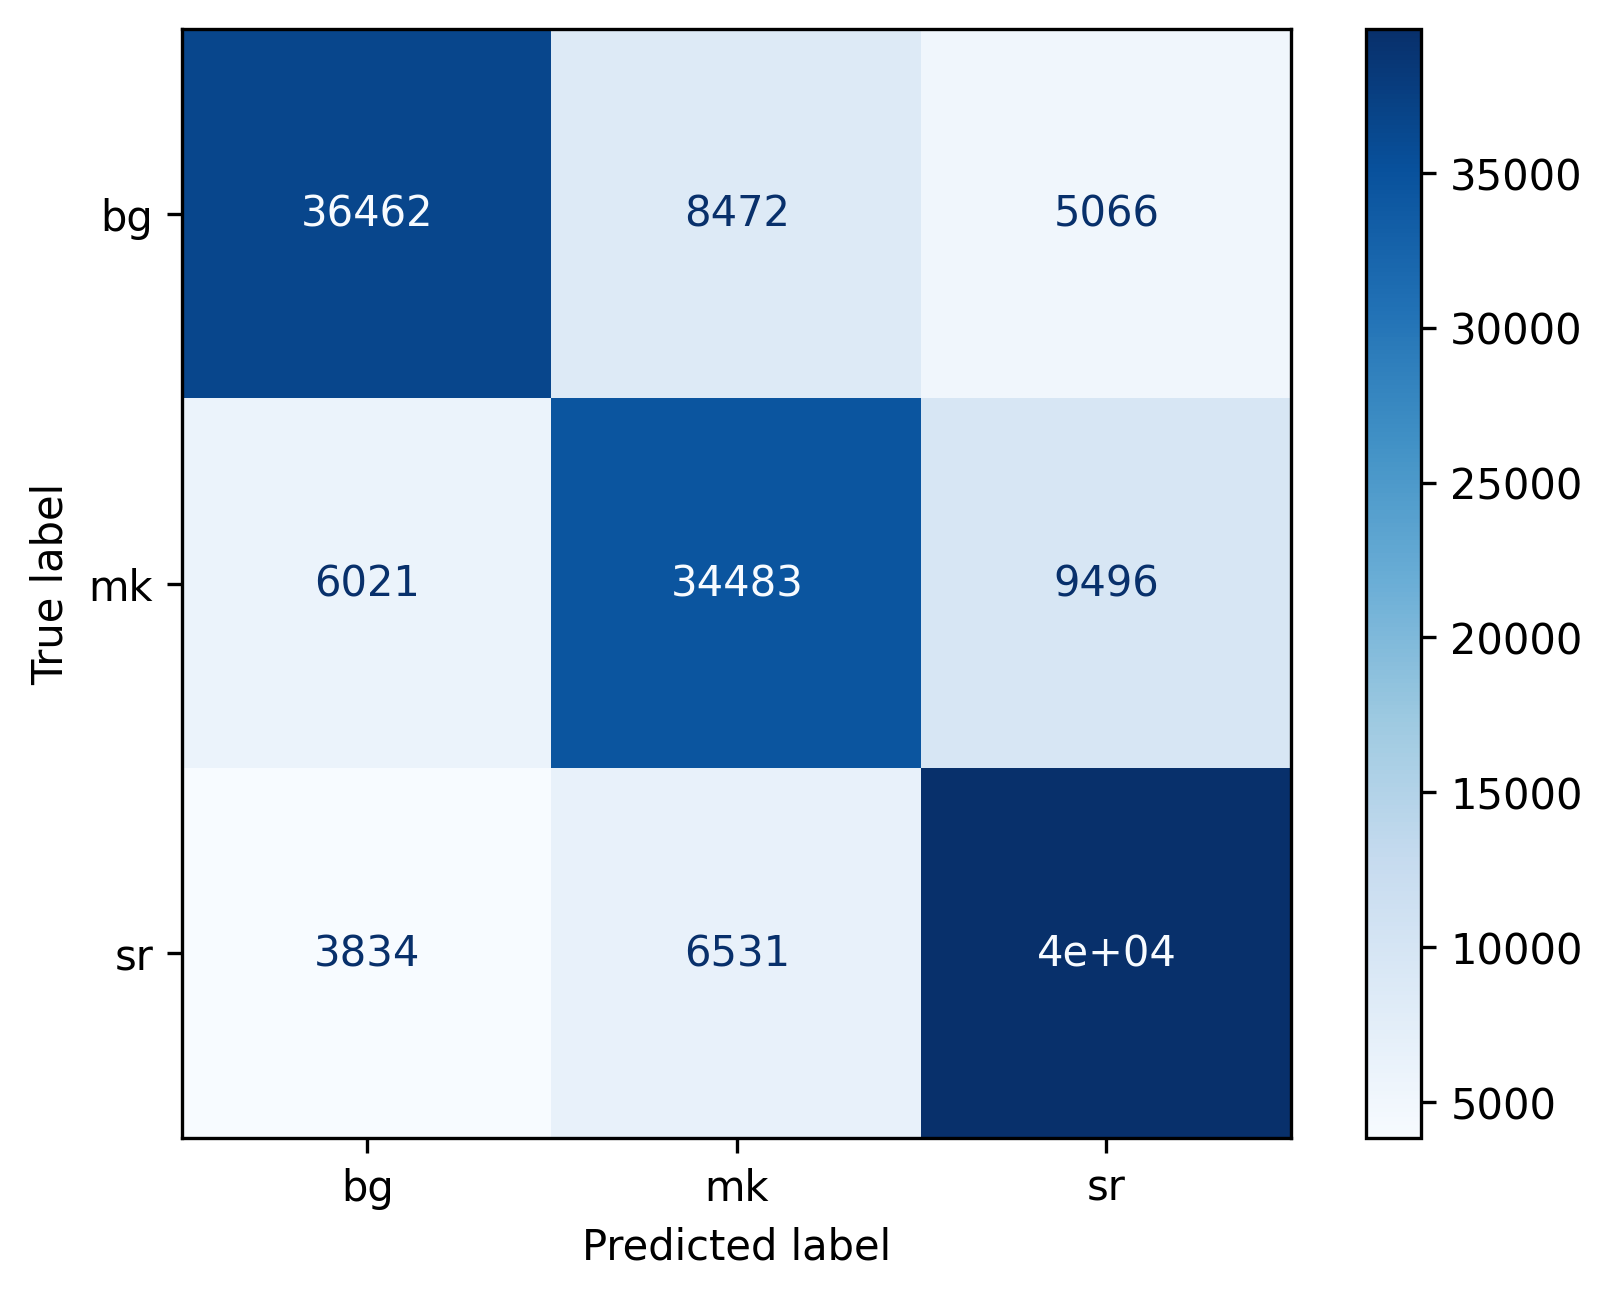 bg 36462 8472 5066
mk 6021 34483 9496
sr 3834 6531 4e+04
bg mk sr
Predicted label
True label
35000
30000
25000
20000
15000
10000
5000